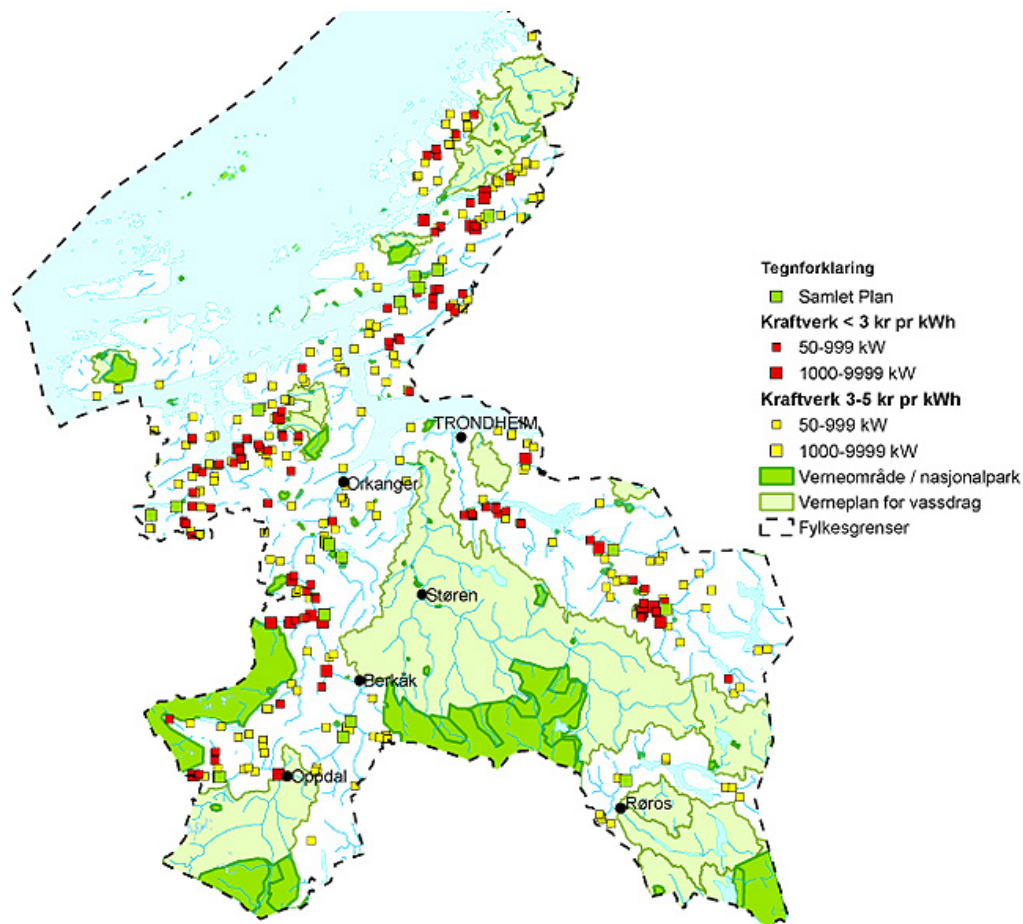 TRONDHEIM
Orkanger
Støren
Berkåk
Oppdal
Røros
Tegnforklaring
Samlet Plan
Kraftverk < 3 kr pr kWh
50-999 kW
1000-9999 kW
Kraftverk 3-5 kr pr kWh
50-999 kW
1000-9999 kW
Verneområde / nasjonalpark
Verneplan for vassdrag
Fylkesgrenser